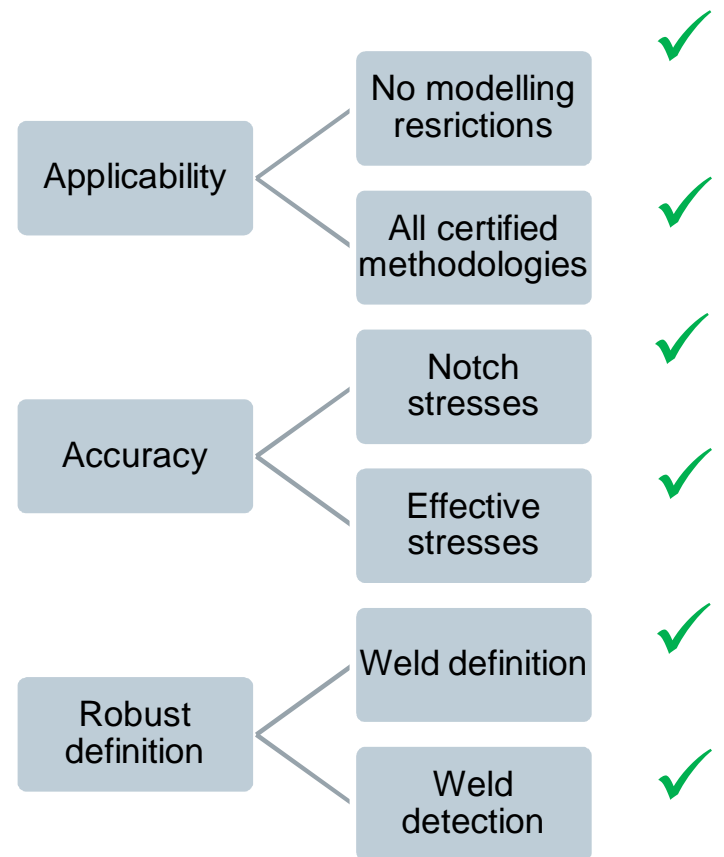 Applicability
No modelling
resrictions
All certified
methodologies
Accuracy
Notch
stresses
Effective
stresses
Robust
definition
Weld definition
Weld
detection